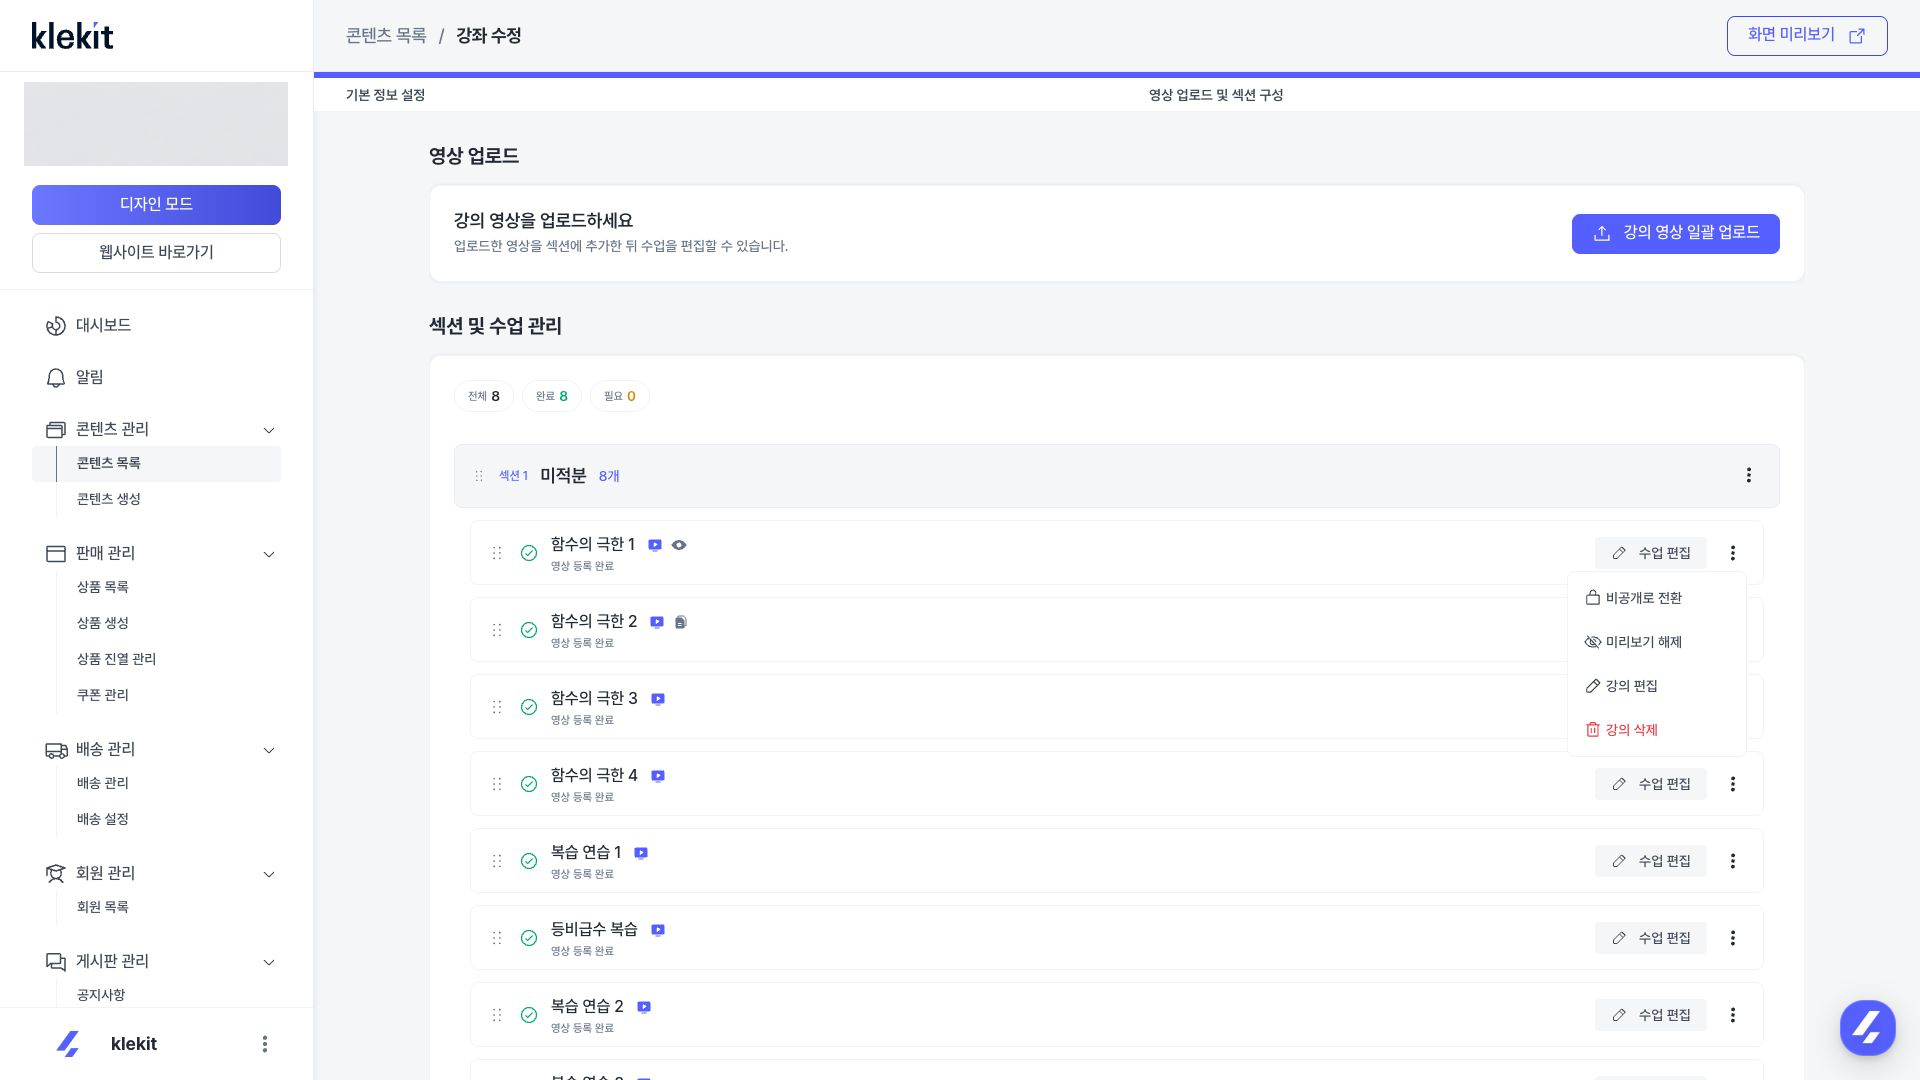 klekit
콘텐츠 목록 / 강좌 수정
화면 미리보기
기본 정보 설정
영상 업로드 및 섹션 구성
디자인 모드
웹사이트 바로가기
대시보드
알림
콘텐츠 관리
콘텐츠 목록
콘텐츠 생성
판매 관리
상품 목록
상품 생성
상품 진열 관리
쿠폰 관리
배송 관리
배송 관리
배송 설정
회원 관리
회원 목록
게시판 관리
공지사항
klekit
영상 업로드
강의 영상을 업로드하세요
업로드한 영상을 섹션에 추가한 뒤 수업을 편집할 수 있습니다.
강의 영상 일괄 업로드
섹션 및 수업 관리
전체 8
완료 8
필요 0
섹션 1 미적분 8개
함수의 극한 1
영상 등록 완료
수업 편집
비공개로 전환
미리보기 해제
강의 편집
강의 삭제
함수의 극한 2
영상 등록 완료
함수의 극한 3
영상 등록 완료
함수의 극한 4
영상 등록 완료
수업 편집
복습 연습 1
영상 등록 완료
수업 편집
등비급수 복습
영상 등록 완료
수업 편집
복습 연습 2
영상 등록 완료
수업 편집